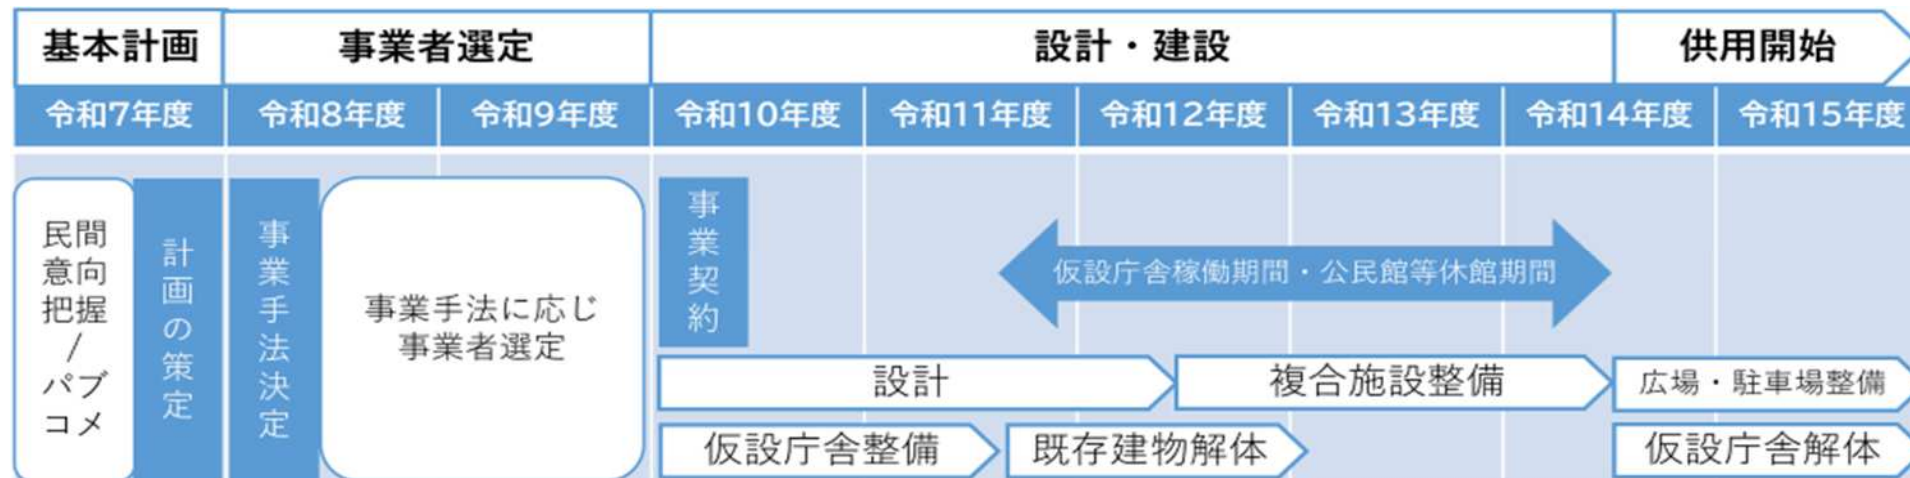 基本計画
事業者選定
設計・建設
供用開始
令和7年度
令和8年度
令和9年度
令和10年度
令和11年度
令和12年度
令和13年度
令和14年度
令和15年度
民間
意向
把握
/
パブ
コメ
計画の策定
事業手法決定
事業手法に応じ
事業者選定
事業契約
仮設庁舎稼働期間・公民館等休館期間
設計
複合施設整備
広場・駐車場整備
仮設庁舎整備
既存建物解体
仮設庁舎解体